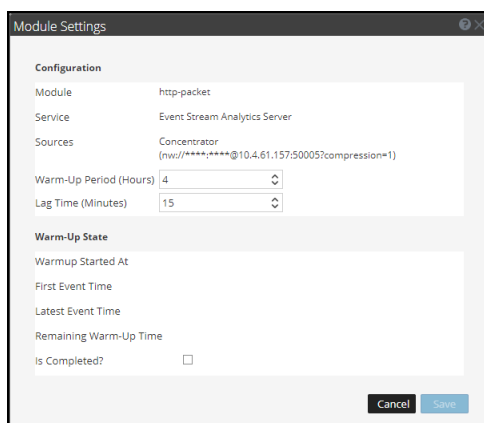 Module Settings
Configuration
Module http-packet
Service Event Stream Analytics Server
Sources Concentrator
(nw://****:****@10.4.61.157:50005?compression=1)
Warm-Up Period (Hours) 4
Lag Time (Minutes) 15
Warm-Up State
Warmup Started At
First Event Time
Latest Event Time
Remaining Warm-Up Time
Is Completed?
Cancel Save